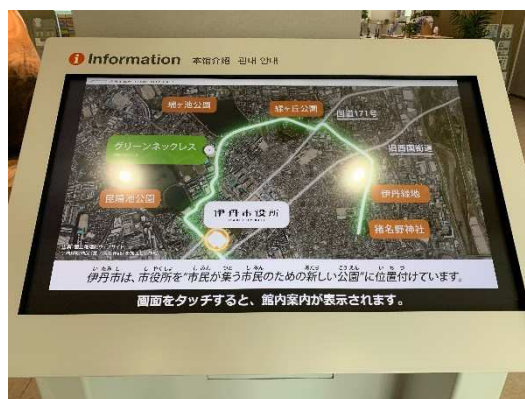 Information 本馆介绍 관내 안내
瑞ヶ池公園
緑ヶ丘公園
国道171号
グリーンネックレス
旧西国街道
昆陽池公園
伊丹緑地
伊丹市役所
猪名野神社
伊丹市は、市役所を“市民が集う市民のための新しい公園”に位置付けています。
画面をタッチすると、館内案内が表示されます。